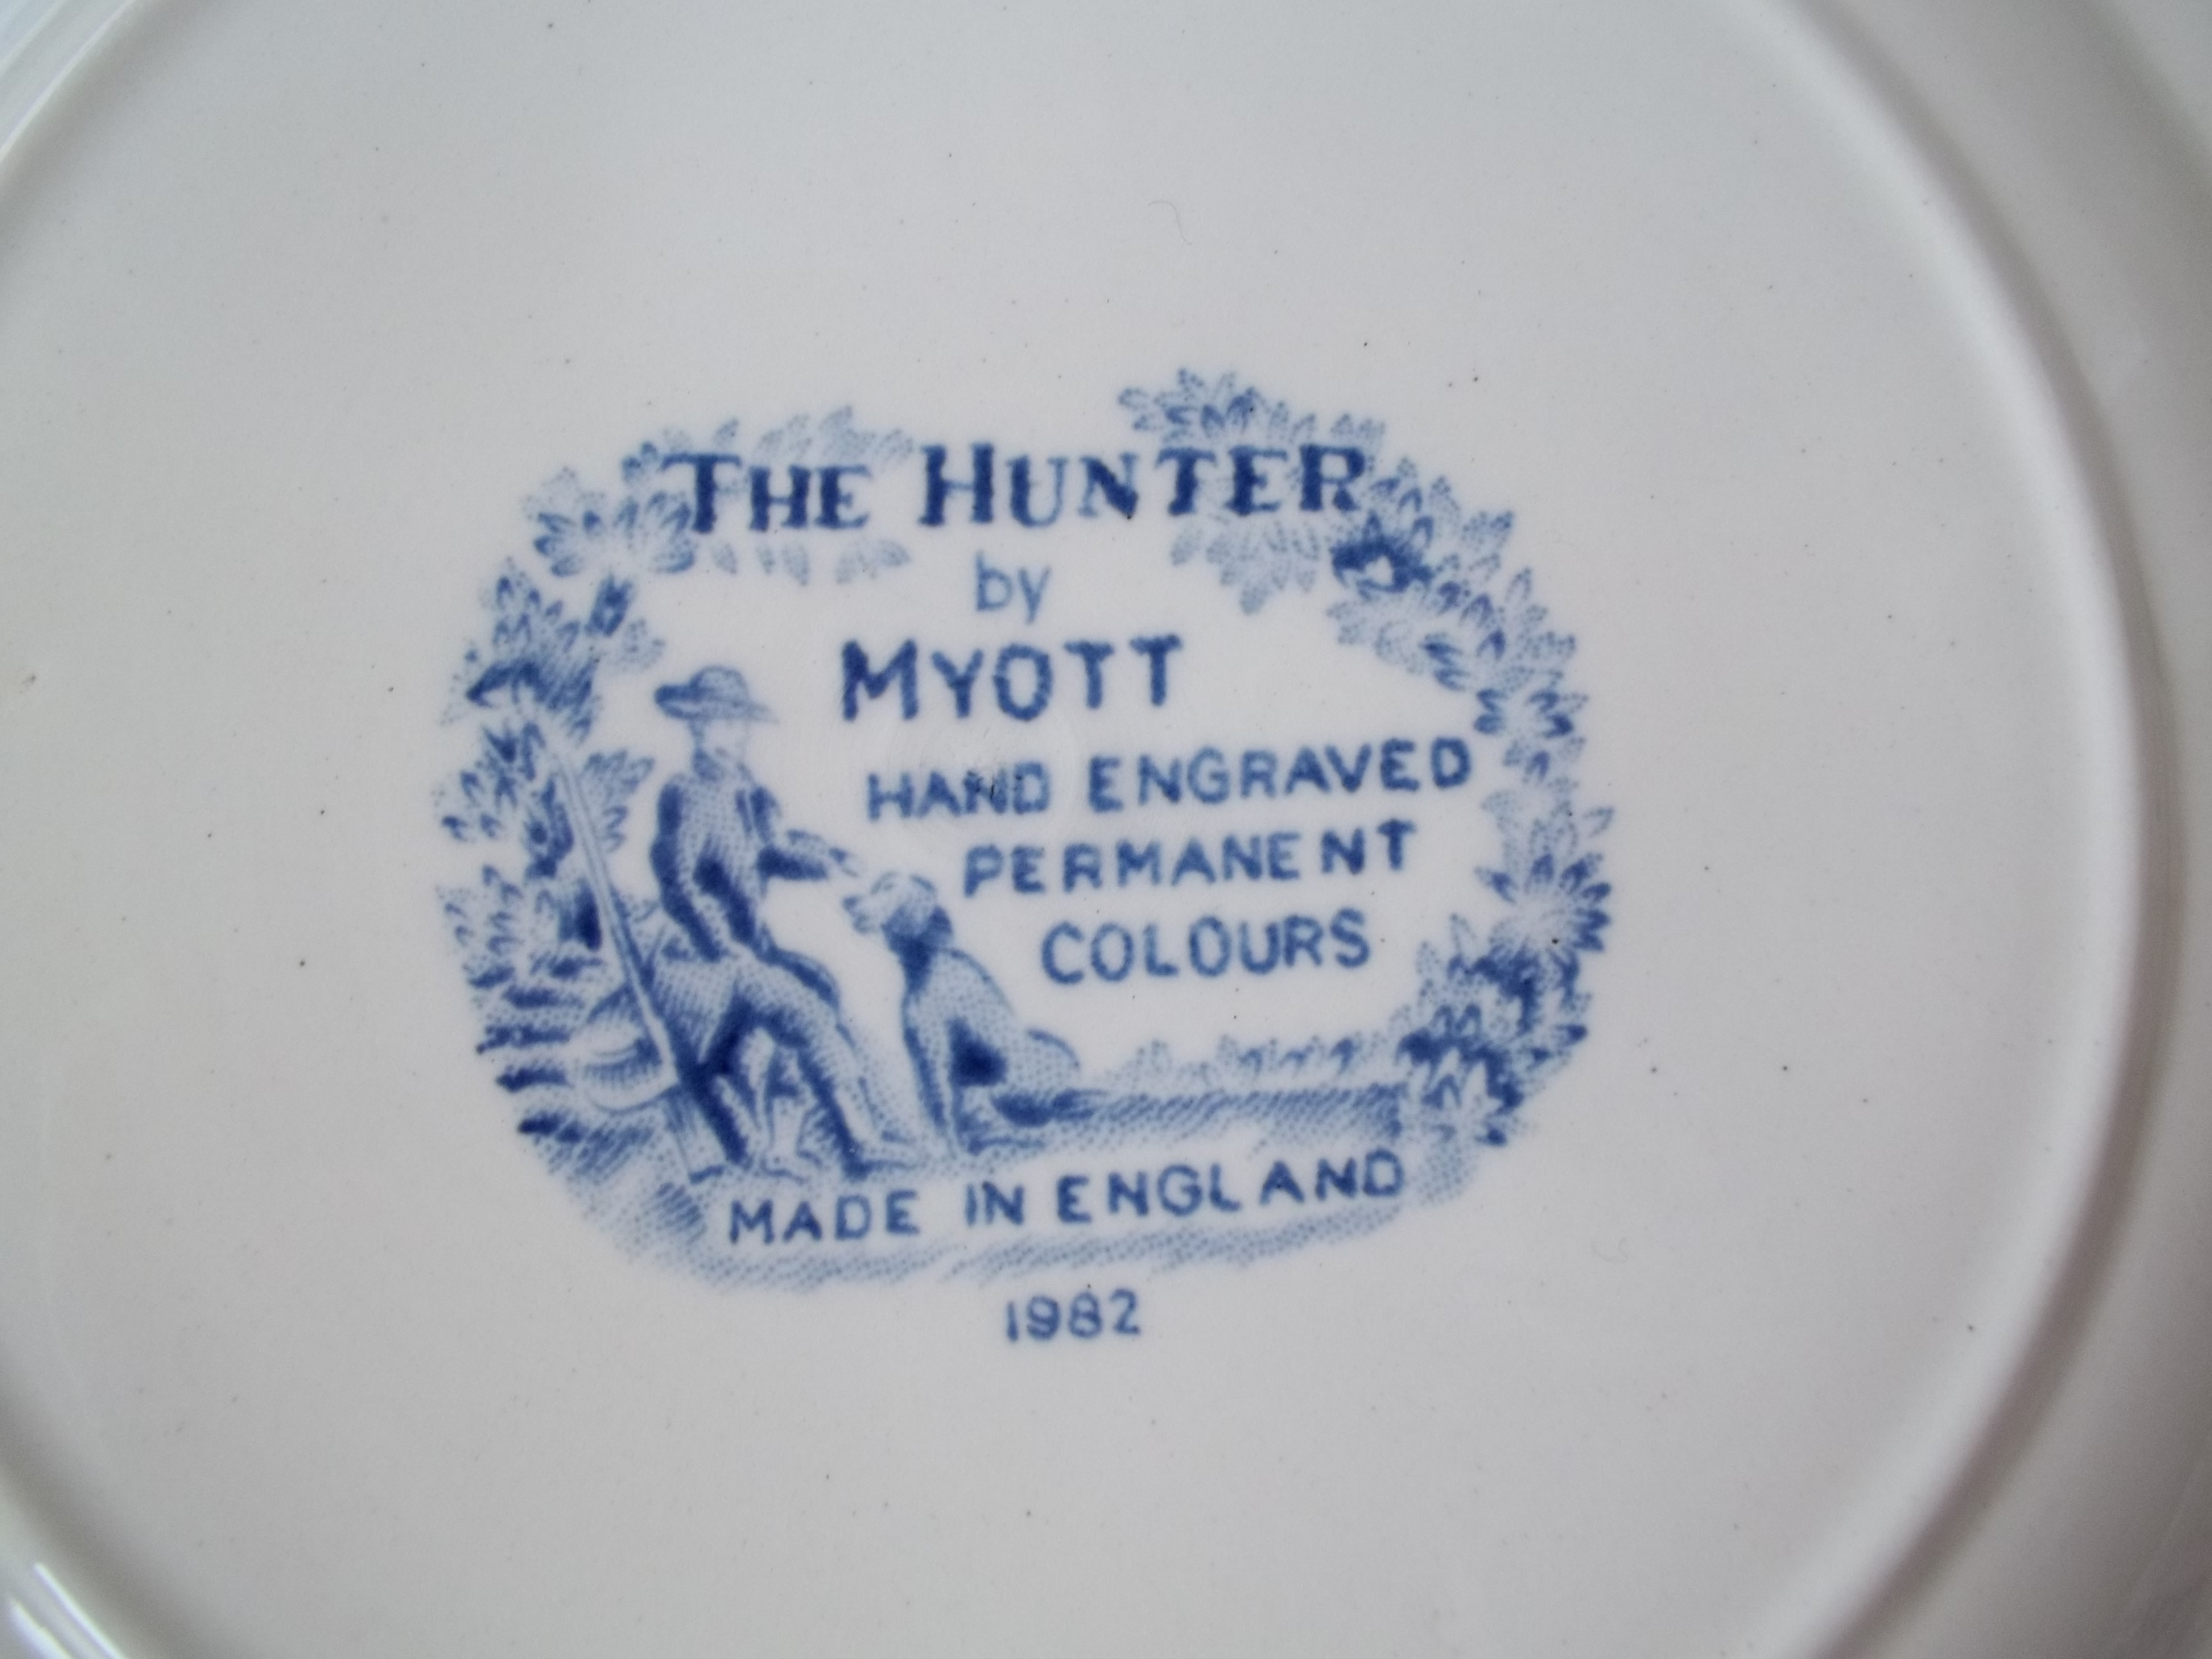 THE HUNTER
by
MYOTT
HAND ENGRAVED
PERMANENT
COLOURS
MADE IN ENGLAND
1982